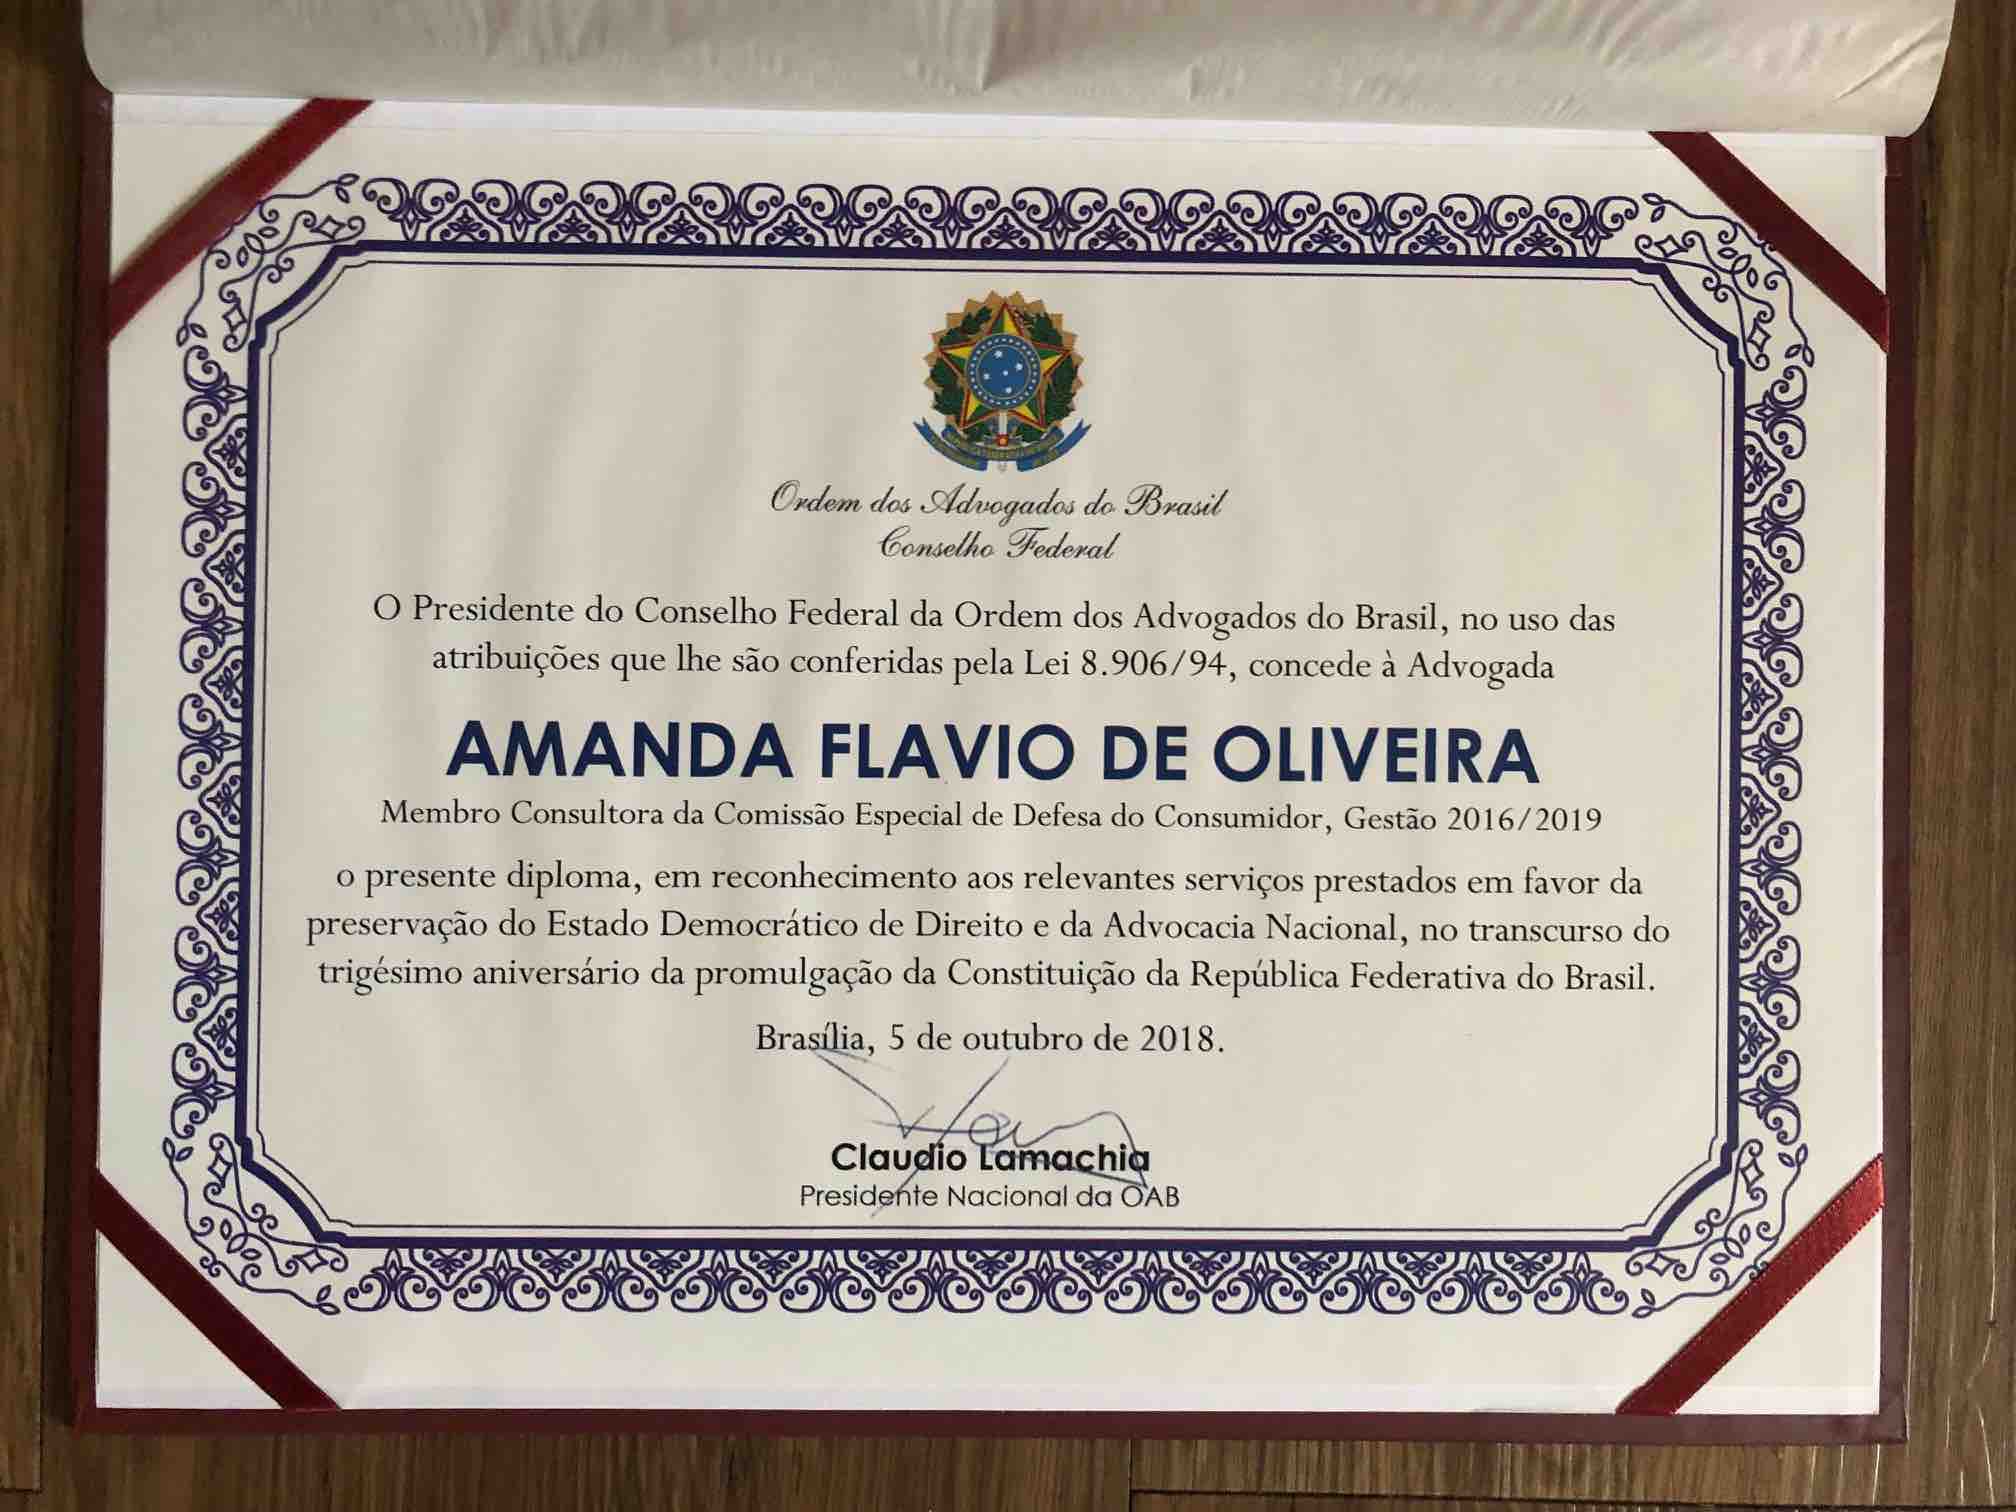 Ordem dos Advogados do Brasil
Conselho Federal
O Presidente do Conselho Federal da Ordem dos Advogados do Brasil, no uso das
atribuições que lhe são conferidas pela Lei 8.906/94, concede à Advogada
AMANDA FLAVIO DE OLIVEIRA
Membro Consultora da Comissão Especial de Defesa do Consumidor, Gestão 2016/2019
o presente diploma, em reconhecimento aos relevantes serviços prestados em favor da
preservação do Estado Democrático de Direito e da Advocacia Nacional, no transcurso do
trigésimo aniversário da promulgação da Constituição da República Federativa do Brasil.
Brasília, 5 de outubro de 2018.
Claudio Lamachia
Presidente Nacional da OAB